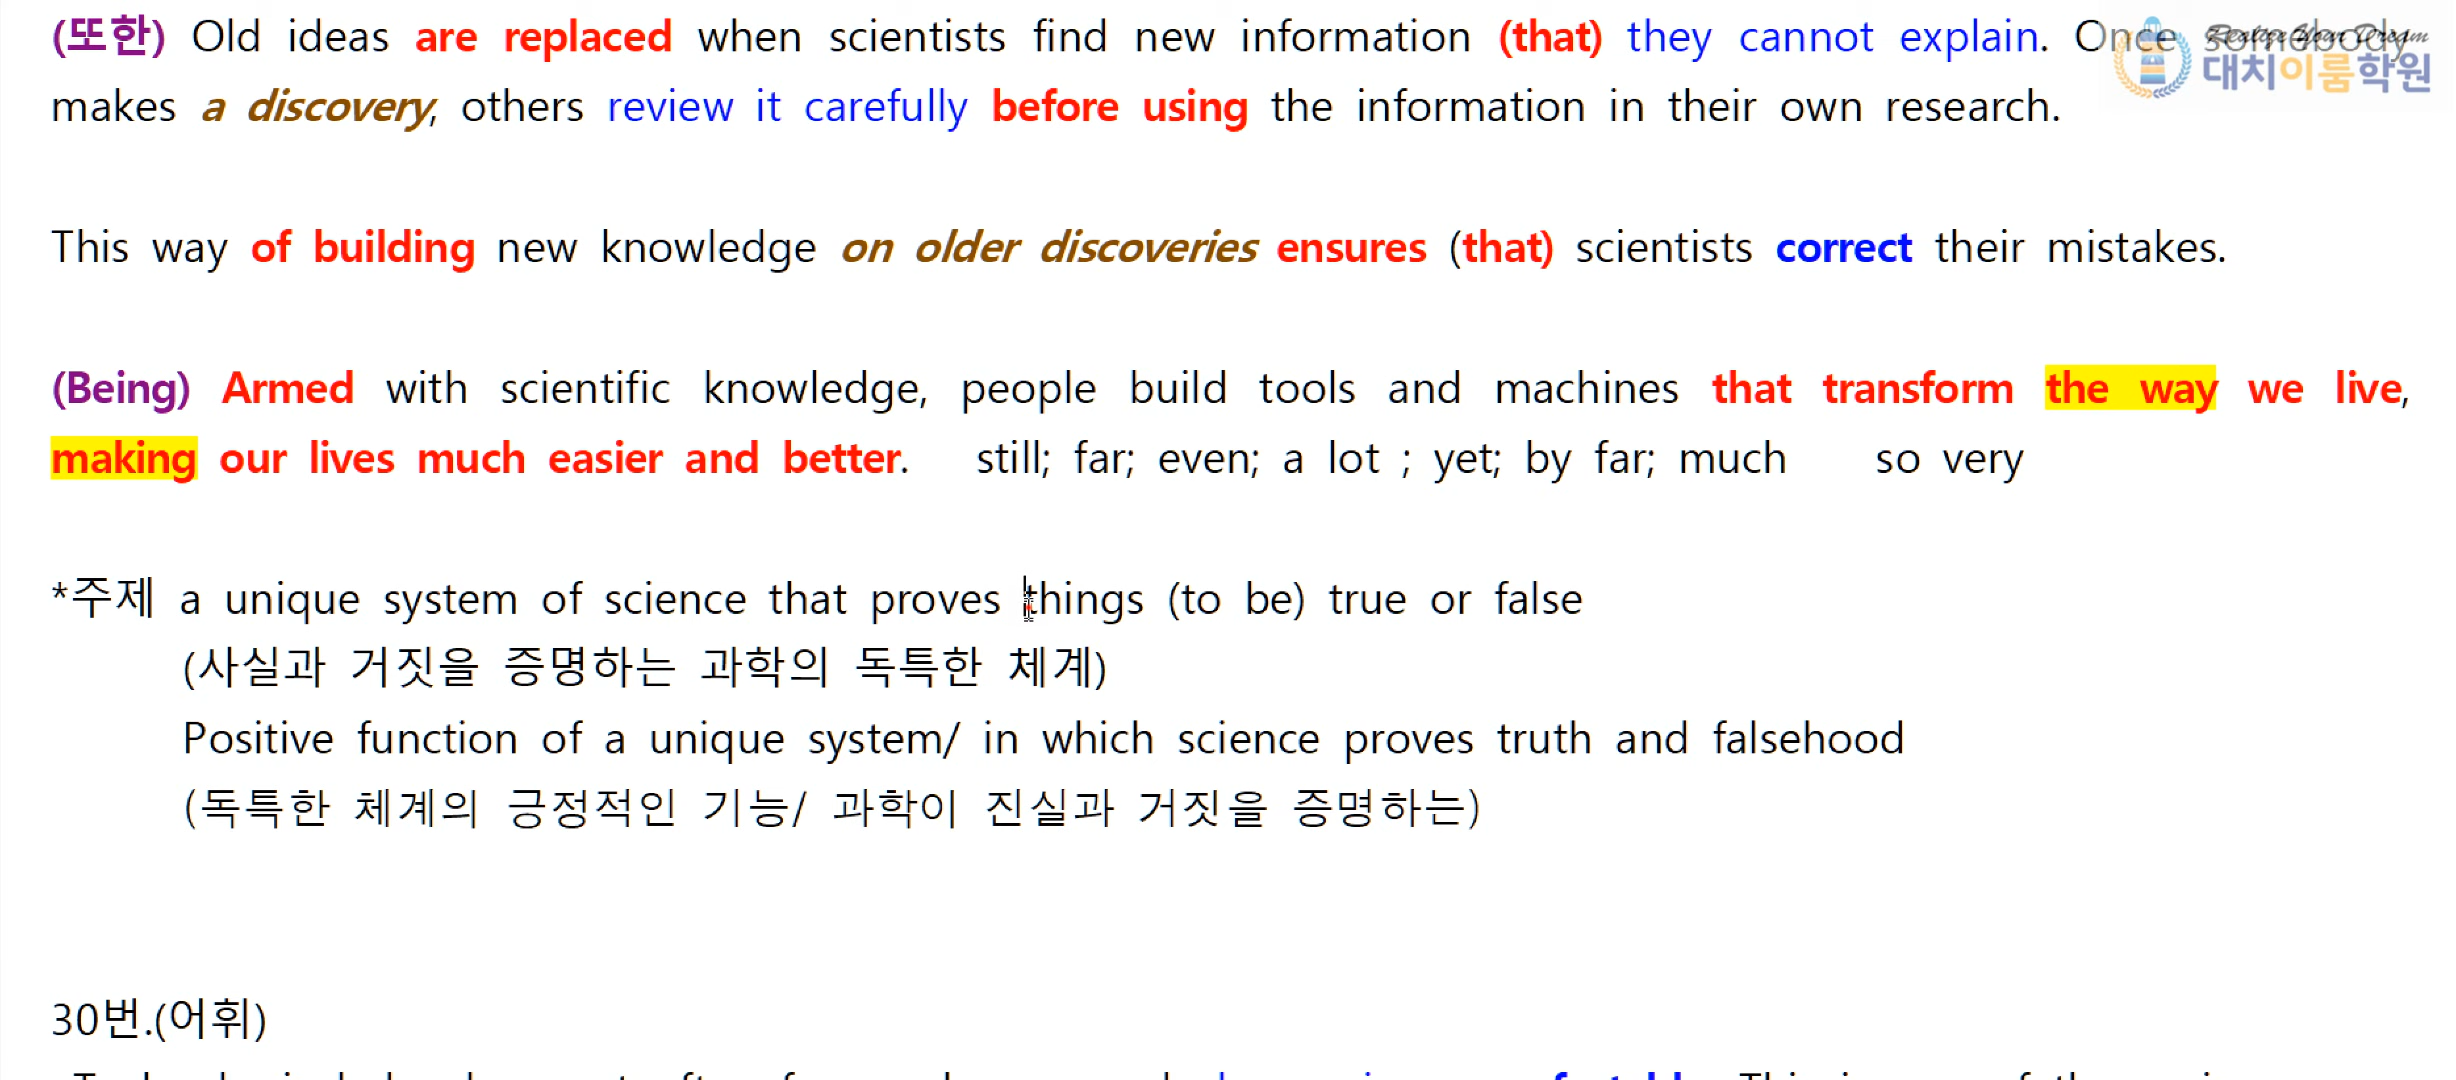 (또한) Old ideas are replaced when scientists find new information (that) they cannot explain. Once somebody
Realize Your Dream
대치이룸학원
makes a discovery, others review it carefully before using the information in their own research.
This way of building new knowledge on older discoveries ensures (that) scientists correct their mistakes.
(Being) Armed with scientific knowledge, people build tools and machines that transform the way we live,
making our lives much easier and better. still; far; even; a lot ; yet; by far; much so very
*주제 a unique system of science that proves things (to be) true or false
(사실과 거짓을 증명하는 과학의 독특한 체계)
Positive function of a unique system/ in which science proves truth and falsehood
(독특한 체계의 긍정적인 기능/ 과학이 진실과 거짓을 증명하는)
30번.(어휘)